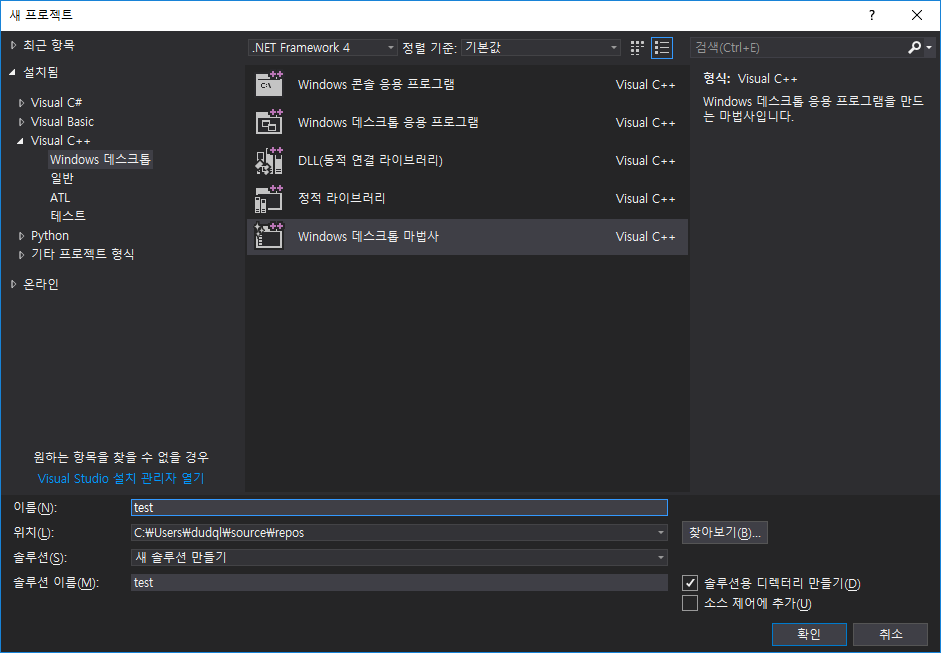 새 프로젝트
?
최근 항목
설치됨
Visual C#
Visual Basic
Visual C++
Windows 데스크톱
일반
ATL
테스트
Python
기타 프로젝트 형식
온라인
원하는 항목을 찾을 수 없을 경우
Visual Studio 설치 관리자 열기
.NET Framework 4 정렬 기준: 기본값
Windows 콘솔 응용 프로그램 Visual C++
Windows 데스크톱 응용 프로그램 Visual C++
DLL(동적 연결 라이브러리) Visual C++
정적 라이브러리 Visual C++
Windows 데스크톱 마법사 Visual C++
검색(Ctrl+E)
형식: Visual C++
Windows 데스크톱 응용 프로그램을 만드
는 마법사입니다.
이름(N): test
위치(L): C:₩Users₩dudql₩source₩repos 찾아보기(B)...
솔루션(S): 새 솔루션 만들기
솔루션 이름(M): test
솔루션용 디렉터리 만들기(D)
소스 제어에 추가(U)
확인 취소